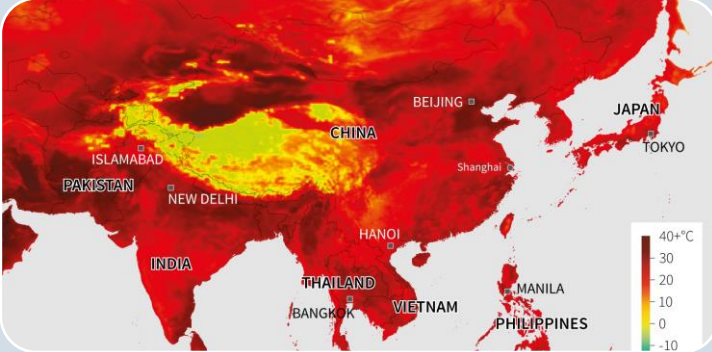 BEIJING
JAPAN
CHINA
TOKYO
ISLAMABAD
Shanghai
PAKISTAN
NEW DELHI
HANOI
40+°C
30
INDIA
20
THAILAND
10
MANILA
BANGKOK
VIETNAM
0
PHILIPPINES
-10